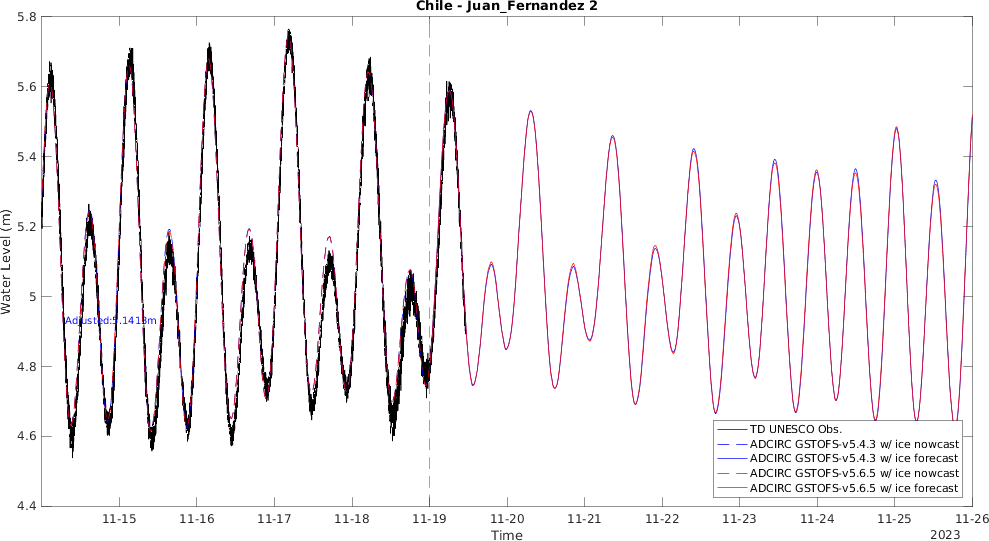 Chile - Juan_Fernandez 2
5.8
5.6
5.4
5.2
5
4.8
4.6
4.4
Water Level (m)
Adjusted:5.1413m
TD UNESCO Obs.
ADCIRC GSTOFS-v5.4.3 w/ ice nowcast
ADCIRC GSTOFS-v5.4.3 w/ ice forecast
ADCIRC GSTOFS-v5.6.5 w/ ice nowcast
ADCIRC GSTOFS-v5.6.5 w/ ice forecast
11-15 11-16 11-17 11-18 11-19 11-20 11-21 11-22 11-23 11-24 11-25 11-26
Time
2023